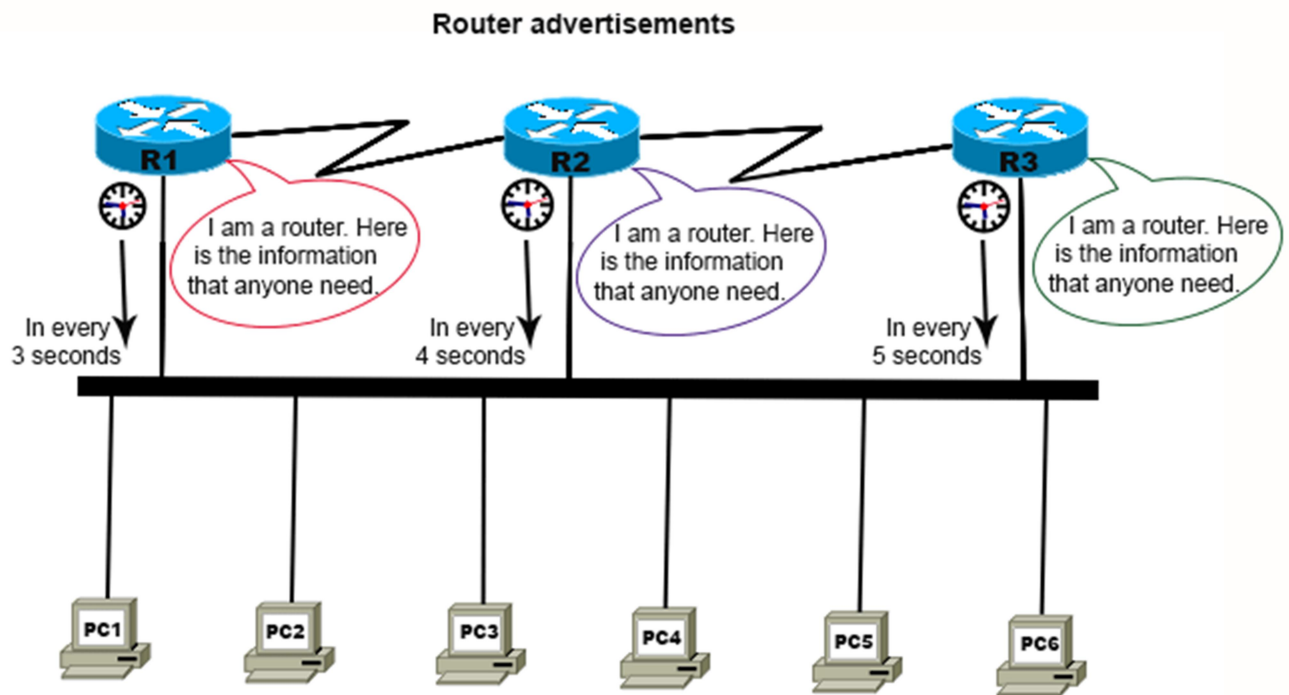 Router advertisements
R1
R2
R3
I am a router. Here
is the information
that anyone need.
I am a router. Here
is the information
that anyone need.
I am a router. Here
is the information
that anyone need.
In every
3 seconds
In every
4 seconds
In every
5 seconds
PC1
PC2
PC3
PC4
PC5
PC6